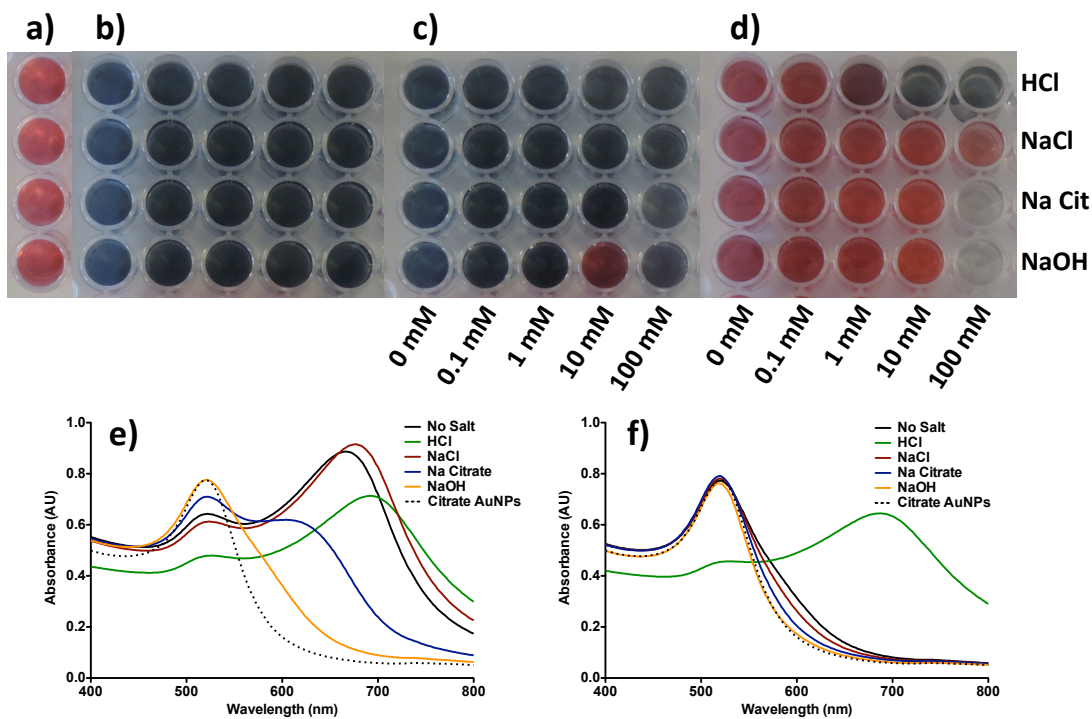 a)
b)
c)
d)
HCl
NaCl
Na Cit
NaOH
0 mM
0.1 mM
1 mM
10 mM
100 mM
0 mM
0.1 mM
1 mM
10 mM
100 mM
e)
1.0
0.8
0.6
0.4
0.2
0.0
Absorbance (AU)
400
500
600
700
800
Wavelength (nm)
No Salt
HCl
NaCl
Na Citrate
NaOH
Citrate AuNPs
f)
1.0
0.8
0.6
0.4
0.2
0.0
Absorbance (AU)
400
500
600
700
800
Wavelength (nm)
No Salt
HCl
NaCl
Na Citrate
NaOH
Citrate AuNPs